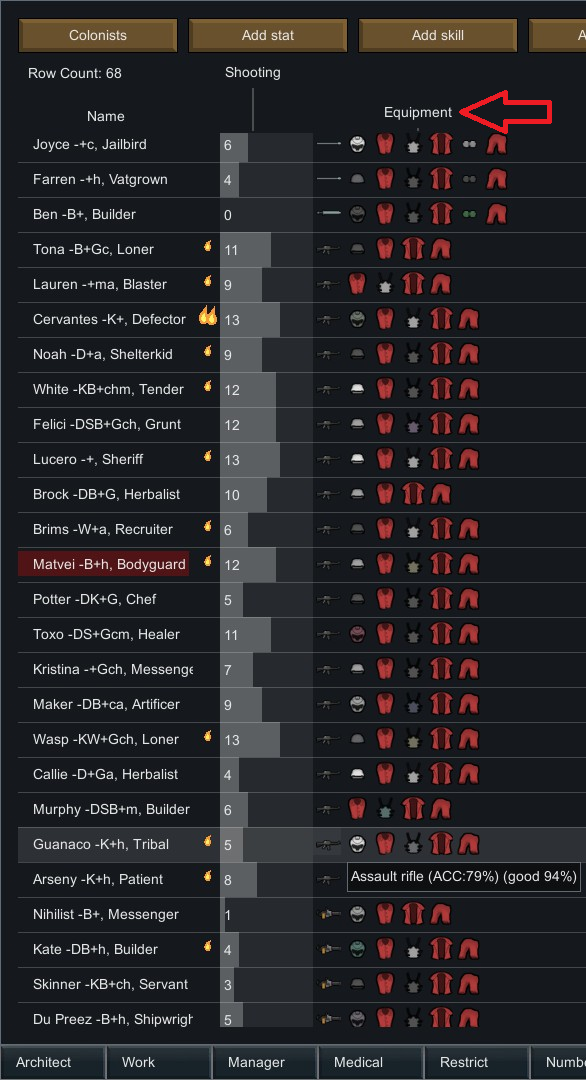 Colonists Add stat Add skill A
Row Count: 68 Shooting
Name Equipment
Joyce -+c, Jailbird 6
Farren -+h, Vatgrown 4
Ben -B+, Builder 0
Tona -B+Gc, Loner 11
Lauren -+ma, Blaster 9
Cervantes -K+, Defector 13
Noah -D+a, Shelterkid 9
White -KB+chm, Tender 12
Felici -DSB+Gch, Grunt 12
Lucero -+, Sheriff 13
Brock -DB+G, Herbalist 10
Brims -W+a, Recruiter 6
Matvei -B+h, Bodyguard 12
Potter -DK+G, Chef 5
Toxo -DS+Gcm, Healer 11
Kristina -+Gch, Messenge 7
Maker -DB+ca, Artificer 9
Wasp -KW+Gch, Loner 13
Callie -D+Ga, Herbalist 4
Murphy -DSB+m, Builder 6
Guanaco -K+h, Tribal 5
Arseny -K+h, Patient 8 Assault rifle (ACC:79%) (good 94%)
Nihilist -B+, Messenger 1
Kate -DB+h, Builder 4
Skinner -KB+ch, Servant 3
Du Preez -B+h, Shipwrigh 5
Architect Work Manager Medical Restrict Numb